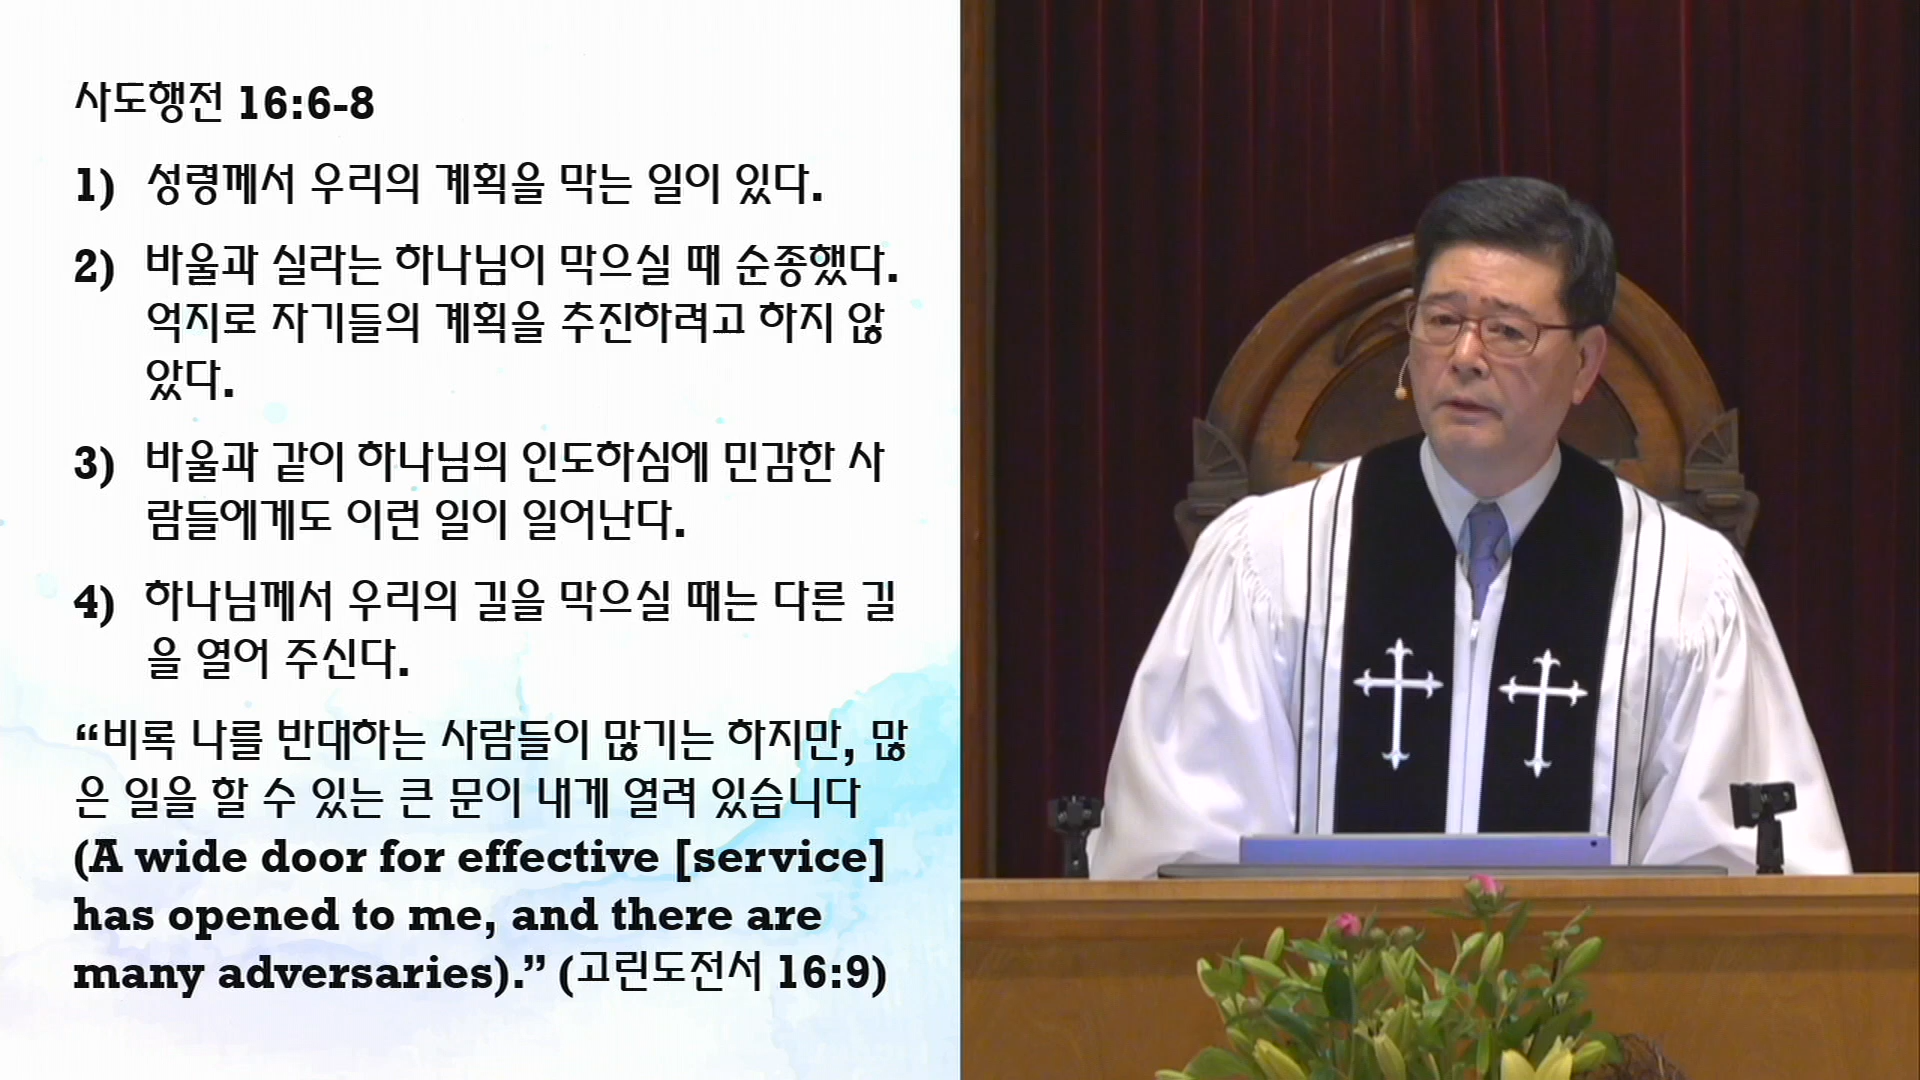 사도행전 16:6-8
1) 성령께서 우리의 계획을 막는 일이 있다.
2) 바울과 실라는 하나님이 막으실 때 순종했다.
억지로 자기들의 계획을 추진하려고 하지 않
았다.
3) 바울과 같이 하나님의 인도하심에 민감한 사
람들에게도 이런 일이 일어난다.
4) 하나님께서 우리의 길을 막으실 때는 다른 길
을 열어 주신다.
“비록 나를 반대하는 사람들이 많기는 하지만, 많
은 일을 할 수 있는 큰 문이 내게 열려 있습니다
(A wide door for effective [service]
has opened to me, and there are
many adversaries).” (고린도전서 16:9)